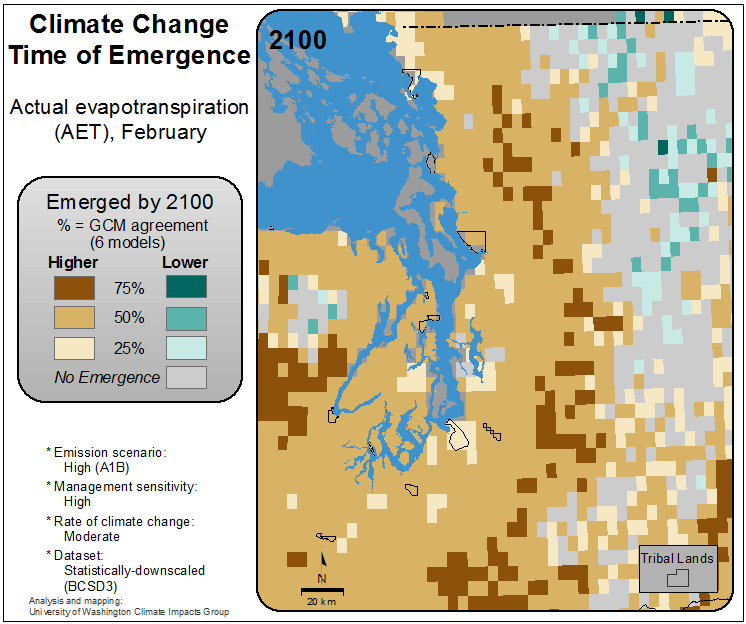 Climate Change
Time of Emergence
Actual evapotranspiration
(AET), February
Emerged by 2100
% = GCM agreement
(6 models)
Higher Lower
75%
50%
25%
No Emergence
* Emission scenario:
High (A1B)
* Management sensitivity:
High
* Rate of climate change:
Moderate
* Dataset:
Statistically-downscaled
(BCSD3)
Analysis and mapping:
University of Washington Climate Impacts Group
2100
N
20 km
Tribal Lands